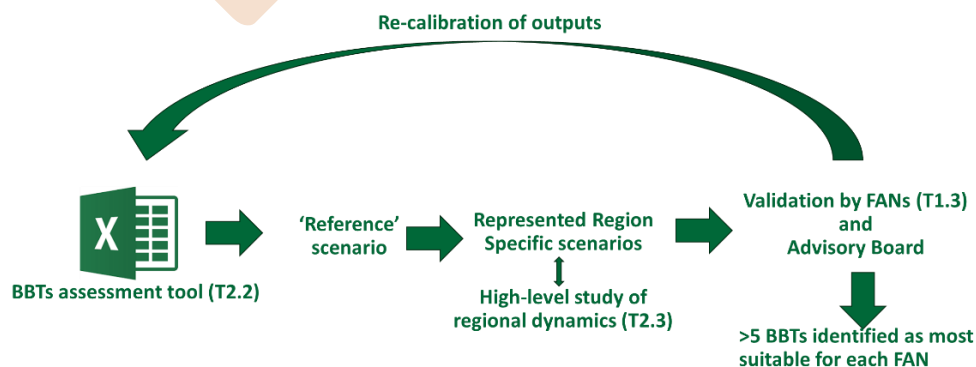 Re-calibration of outputs
X
BBTs assessment tool (T2.2)
‘Reference’
scenario
Represented Region
Specific scenarios
High-level study of
regional dynamics (T2.3)
Validation by FANs (T1.3)
and
Advisory Board
>5 BBTs identified as most
suitable for each FAN